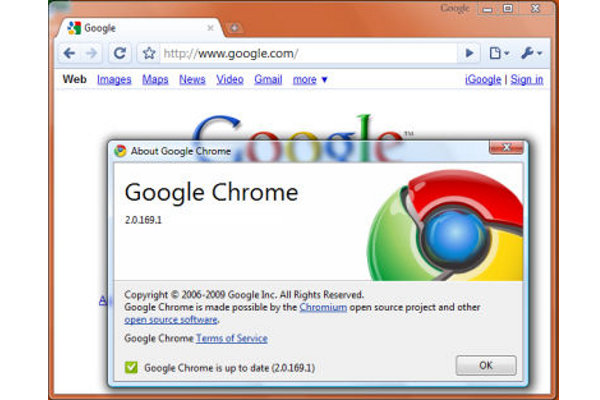 Google
Google
http://www.google.com/
Web Images Maps News Video Gmail more ▼ iGoogle | Sign in
Google™
About Google Chrome
Google Chrome
2.0.169.1
Copyright © 2006-2009 Google Inc. All Rights Reserved.
Google Chrome is made possible by the Chromium open source project and other
open source software.
Google Chrome Terms of Service
Google Chrome is up to date (2.0.169.1)
OK